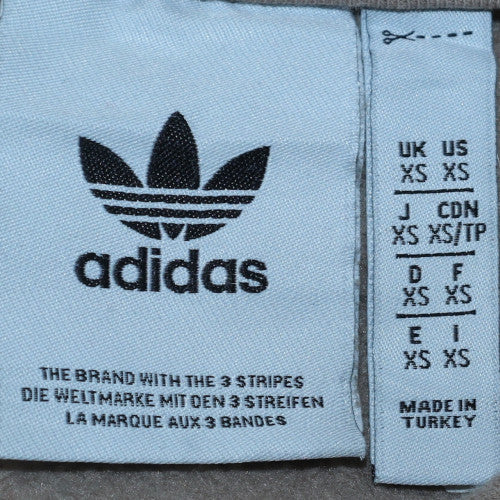 adidas
THE BRAND WITH THE 3 STRIPES
DIE WELTMARKE MIT DEN 3 STREIFEN
LA MARQUE AUX 3 BANDES
UK US
XS XS
J CDN
XS XS/TP
D F
XS XS
E I
XS XS
MADE IN
TURKEY